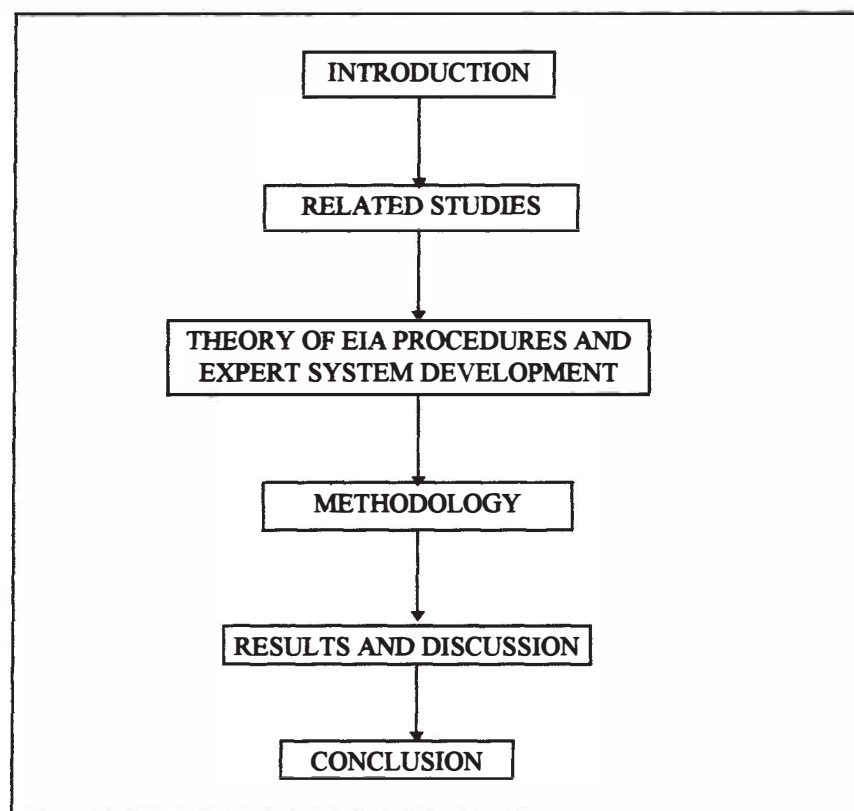 INTRODUCTION
RELATED STUDIES
THEORY OF EIA PROCEDURES AND
EXPERT SYSTEM DEVELOPMENT
METHODOLOGY
RESULTS AND DISCUSSION
CONCLUSION